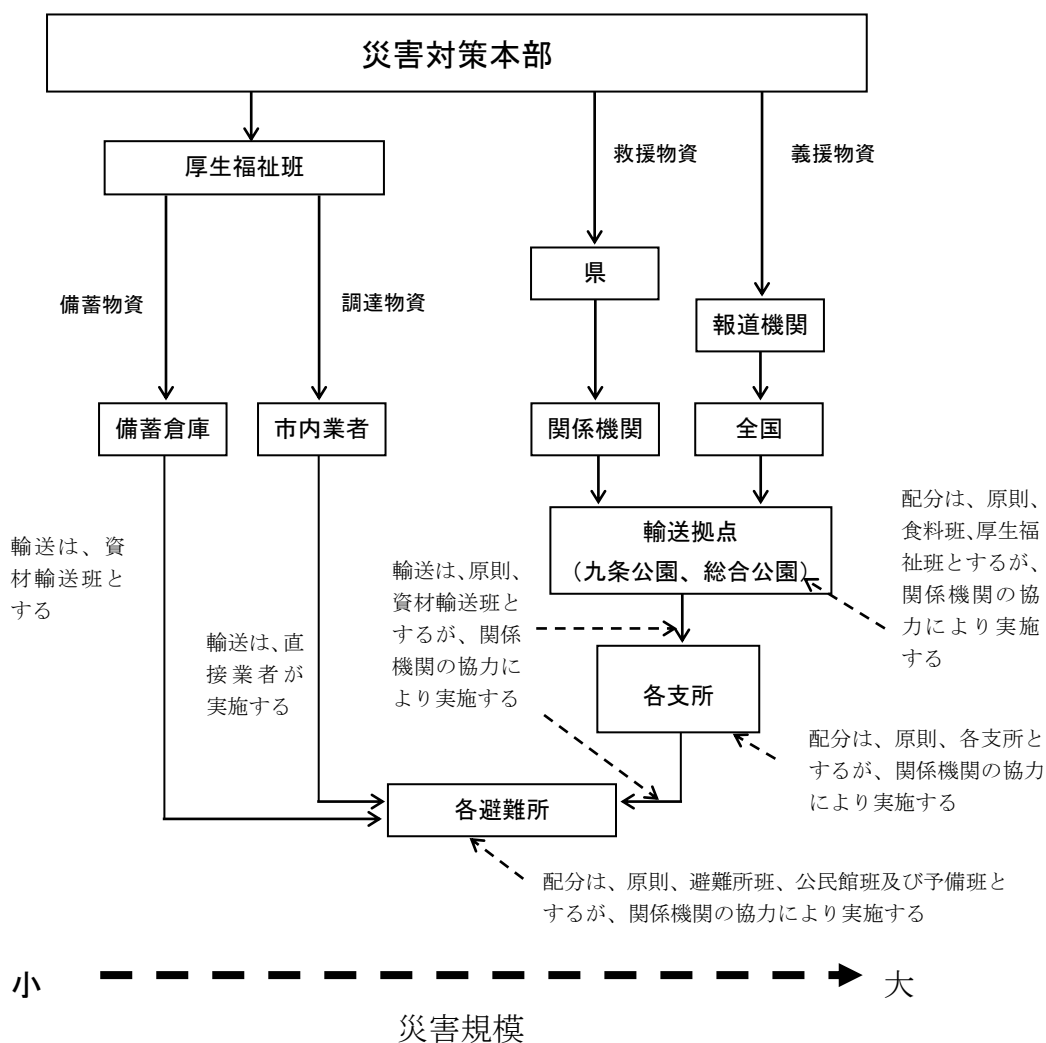 災害対策本部
厚生福祉班
救援物資
義援物資
県
備蓄物資
調達物資
報道機関
備蓄倉庫
市内業者
関係機関
全国
輸送拠点
（九条公園、総合公園）
配分は、原則、
食料班、厚生福
祉班とするが、
関係機関の協
力により実施
する
輸送は、資
材輸送班と
する
輸送は、原則、
資材輸送班と
するが、関係
機関の協力に
より実施する
輸送は、直
接業者が
実施する
各支所
配分は、原則、各支所と
するが、関係機関の協力
により実施する
各避難所
配分は、原則、避難所班、公民館班及び予備班と
するが、関係機関の協力により実施する
小
大
災害規模